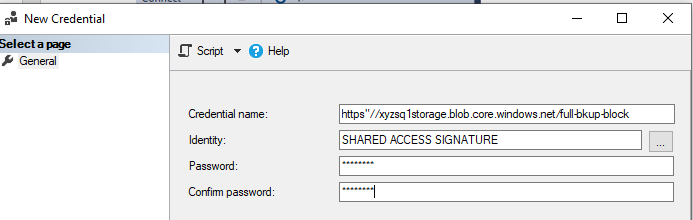 Connect
New Credential
Select a page
General
Script
Help
Credential name:
https"//xyzsq1storage.blob.core.windows.net/full-bkup-block
Identity:
SHARED ACCESS SIGNATURE
...
Password:
********
Confirm password:
********